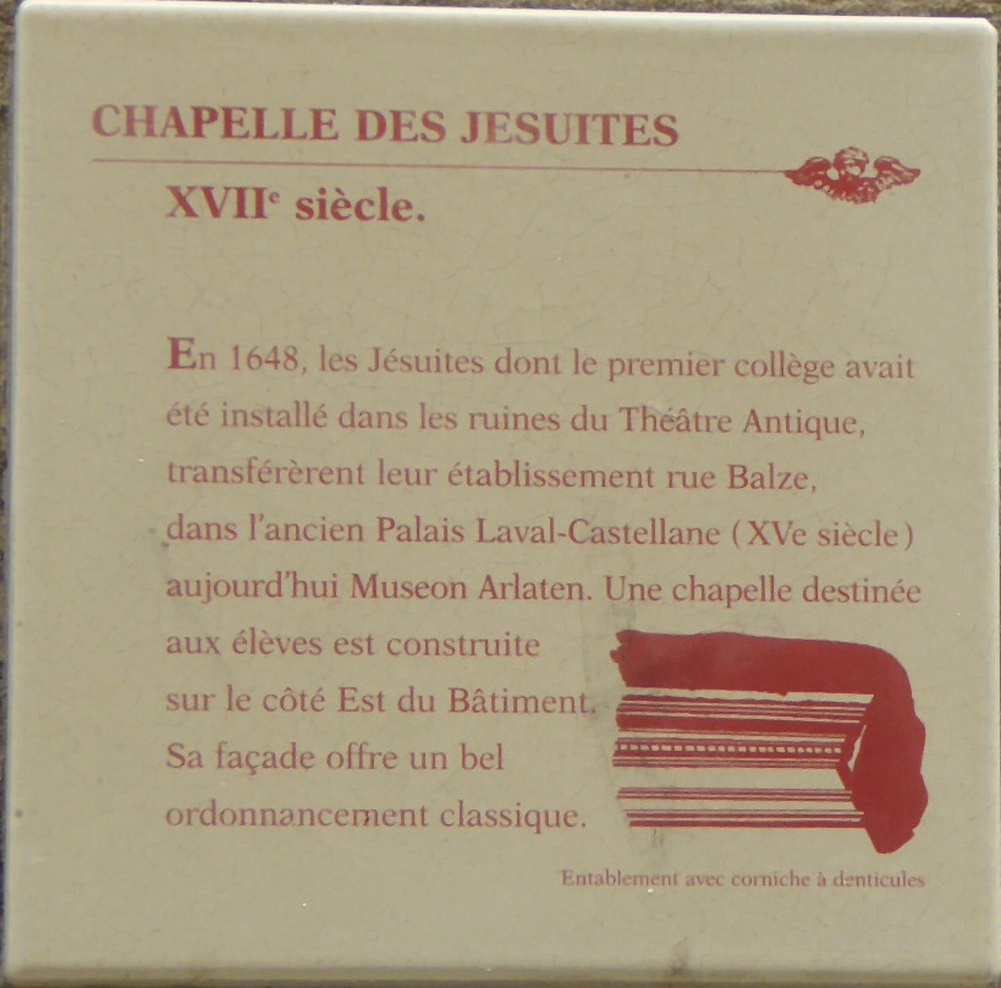 CHAPELLE DES JESUITES
XVIIe siècle.
En 1648, les Jésuites dont le premier collège avait
été installé dans les ruines du Théâtre Antique,
transférèrent leur établissement rue Balze,
dans l'ancien Palais Laval-Castellane (XVe siècle)
aujourd'hui Museon Arlaten. Une chapelle destinée
aux élèves est construite
sur le côté Est du Bâtiment.
Sa façade offre un bel
ordonnancement classique.
Entablement avec corniche à denticules